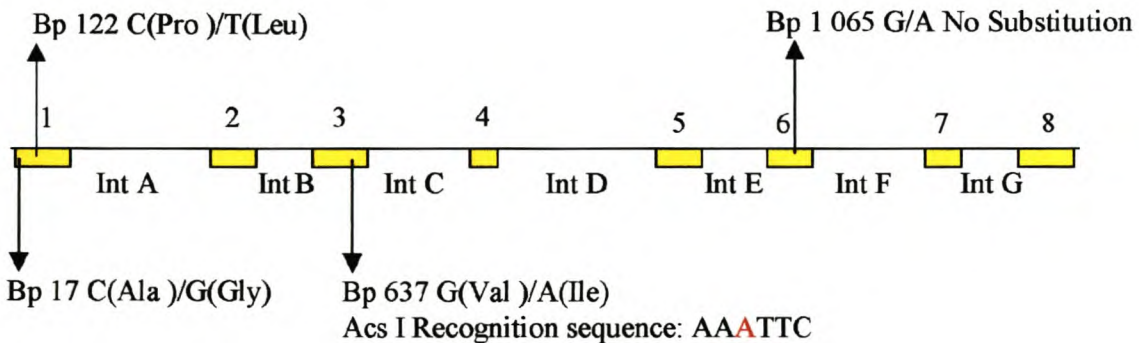 Bp 122 C(Pro )/T(Leu)
Bp 1 065 G/A No Substitution
1 2 3 4 5 6 7 8
Int A Int B Int C Int D Int E Int F Int G
Bp 17 C(Ala )/G(Gly)
Bp 637 G(Val )/A(Ile)
Acs I Recognition sequence: AAATTC